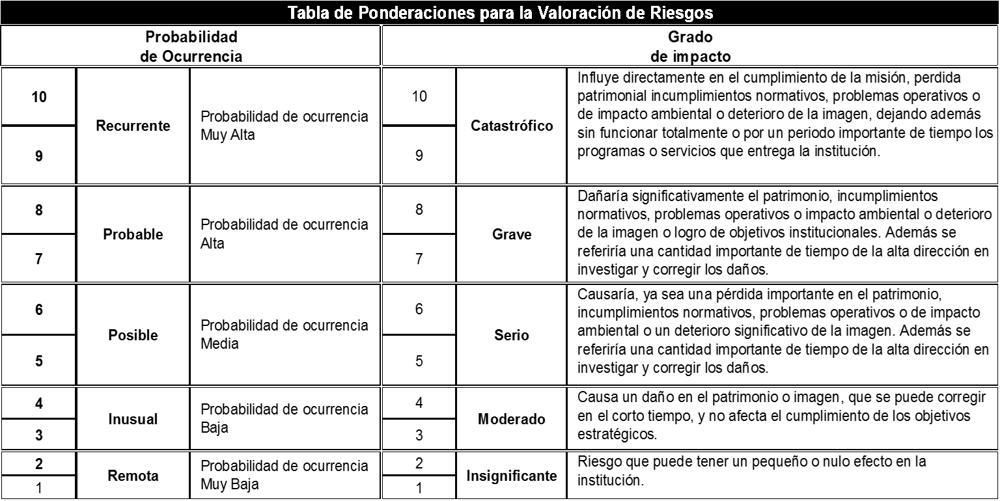 Tabla de Ponderaciones para la Valoración de Riesgos
Probabilidad
de Ocurrencia
Grado
de impacto
10
9
Recurrente
Probabilidad de ocurrencia
Muy Alta
10
9
Catastrófico
Influye directamente en el cumplimiento de la misión, perdida
patrimonial incumplimientos normativos, problemas operativos o
de impacto ambiental o deterioro de la imagen, dejando además
sin funcionar totalmente o por un periodo importante de tiempo los
programas o servicios que entrega la institución.
8
7
Probable
Probabilidad de ocurrencia
Alta
8
7
Grave
Dañaría significativamente el patrimonio, incumplimientos
normativos, problemas operativos o impacto ambiental o deterioro
de la imagen o logro de objetivos institucionales. Además se
referiría una cantidad importante de tiempo de la alta dirección en
investigar y corregir los daños.
6
5
Posible
Probabilidad de ocurrencia
Media
6
5
Serio
Causaría, ya sea una pérdida importante en el patrimonio,
incumplimientos normativos, problemas operativos o de impacto
ambiental o un deterioro significativo de la imagen. Además se
referiría una cantidad importante de tiempo de la alta dirección en
investigar y corregir los daños.
4
3
Inusual
Probabilidad de ocurrencia
Baja
4
3
Moderado
Causa un daño en el patrimonio o imagen, que se puede corregir
en el corto tiempo, y no afecta el cumplimiento de los objetivos
estratégicos.
2
1
Remota
Probabilidad de ocurrencia
Muy Baja
2
1
Insignificante
Riesgo que puede tener un pequeño o nulo efecto en la
institución.